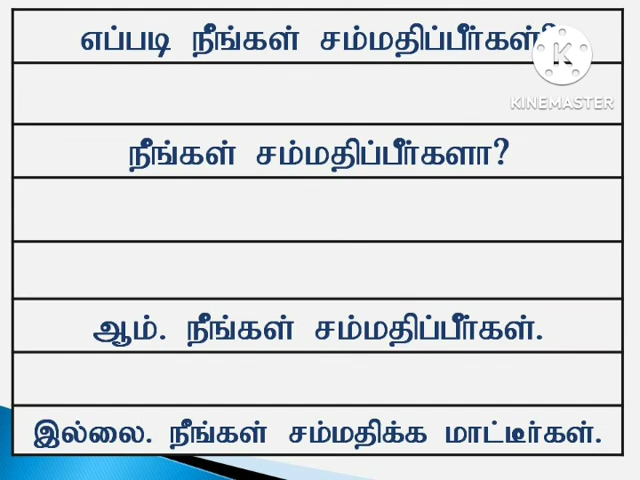 எப்படி நீங்கள் சம்மதிப்பீர்கள்?
K
KINEMASTER
நீங்கள் சம்மதிப்பீர்களா?
ஆம். நீங்கள் சம்மதிப்பீர்கள்.
இல்லை. நீங்கள் சம்மதிக்க மாட்டீர்கள்.